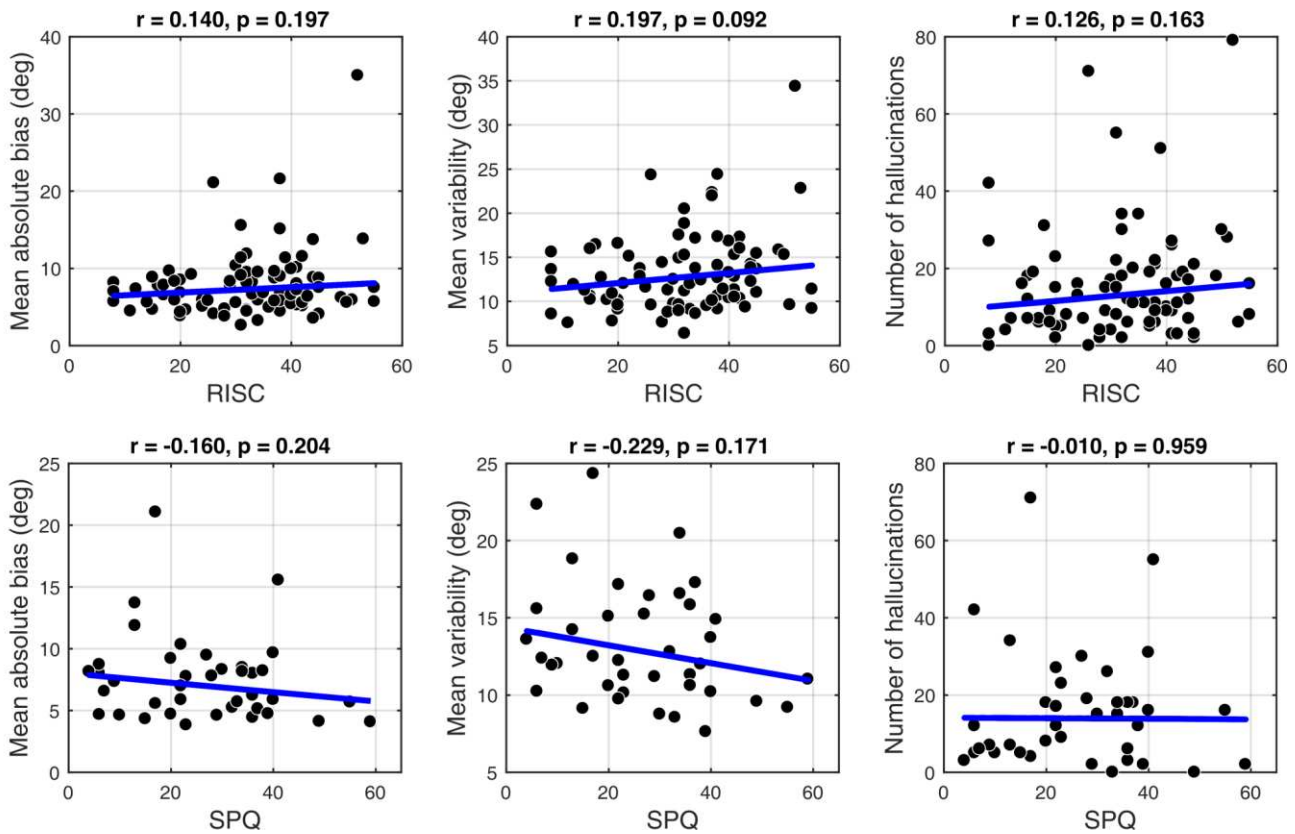 r = 0.140, p = 0.197
r = 0.197, p = 0.092
r = 0.126, p = 0.163
Mean absolute bias (deg)
40
30
20
10
0
0 20 40 60
RISC
Mean variability (deg)
40
35
30
25
20
15
10
5
0 20 40 60
RISC
Number of hallucinations
80
60
40
20
0
0 20 40 60
RISC
r = -0.160, p = 0.204
r = -0.229, p = 0.171
r = -0.010, p = 0.959
Mean absolute bias (deg)
25
20
15
10
5
0
0 20 40 60
SPQ
Mean variability (deg)
25
20
15
10
5
0 20 40 60
SPQ
Number of hallucinations
80
60
40
20
0
0 20 40 60
SPQ